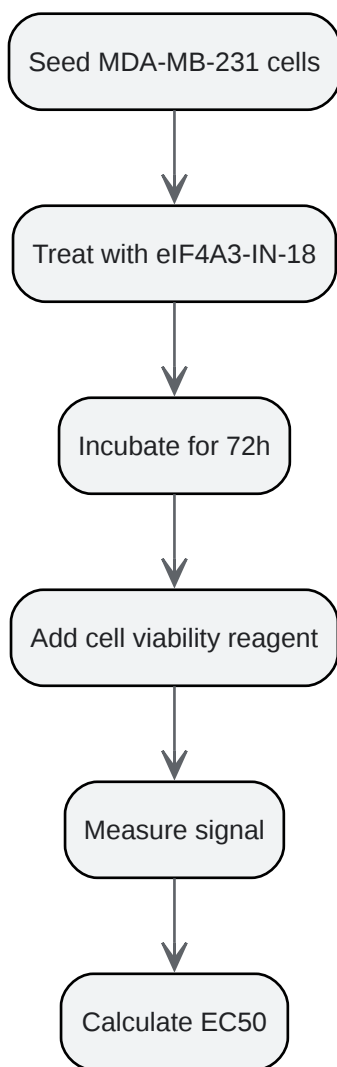 Seed MDA-MB-231 cells
Treat with eIF4A3-IN-18
Incubate for 72h
Add cell viability reagent
Measure signal
Calculate EC50